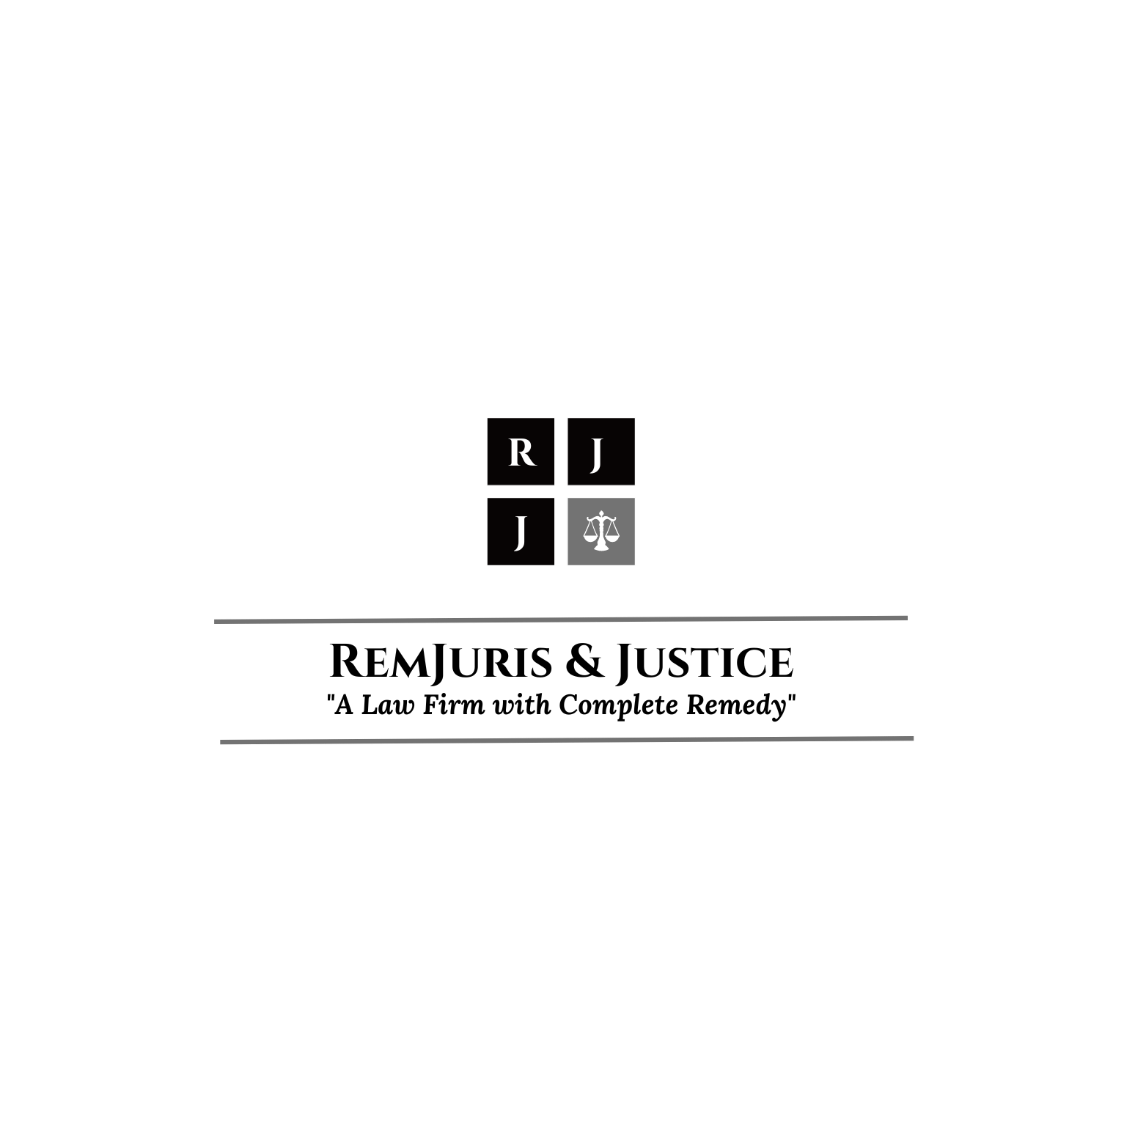 R J
J
RemJuris & Justice
"A Law Firm with Complete Remedy"